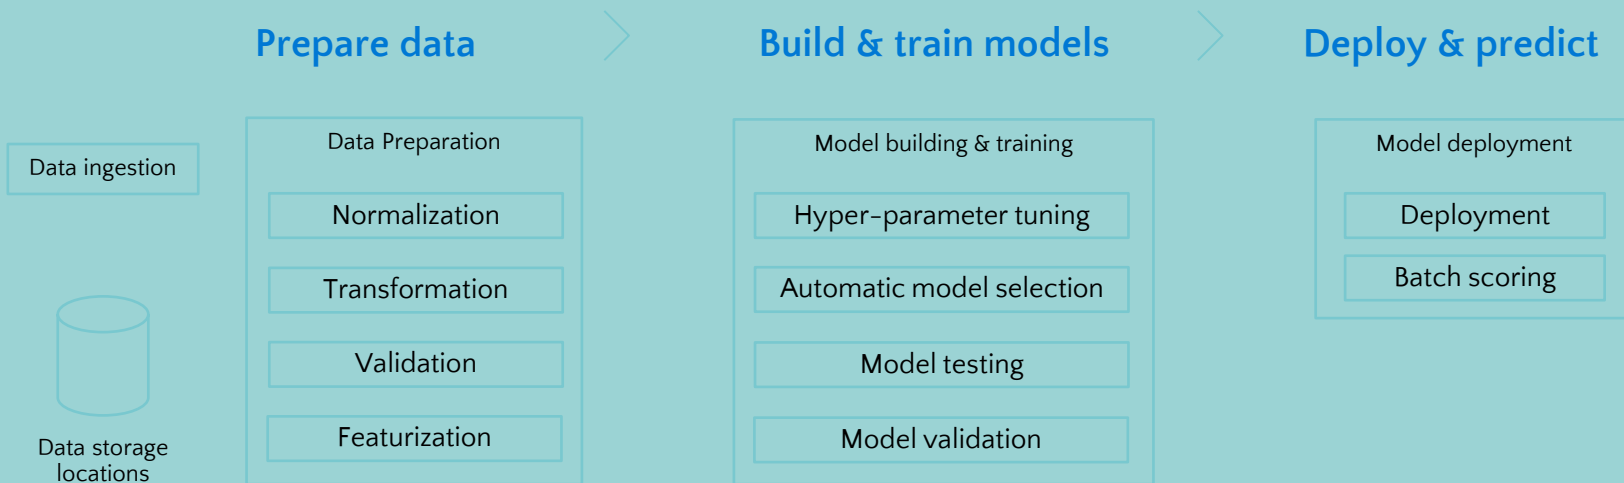 Prepare data
Build & train models
Deploy & predict
Data ingestion
Data storage
locations
Data Preparation
Normalization
Transformation
Validation
Featurization
Model building & training
Hyper-parameter tuning
Automatic model selection
Model testing
Model validation
Model deployment
Deployment
Batch scoring